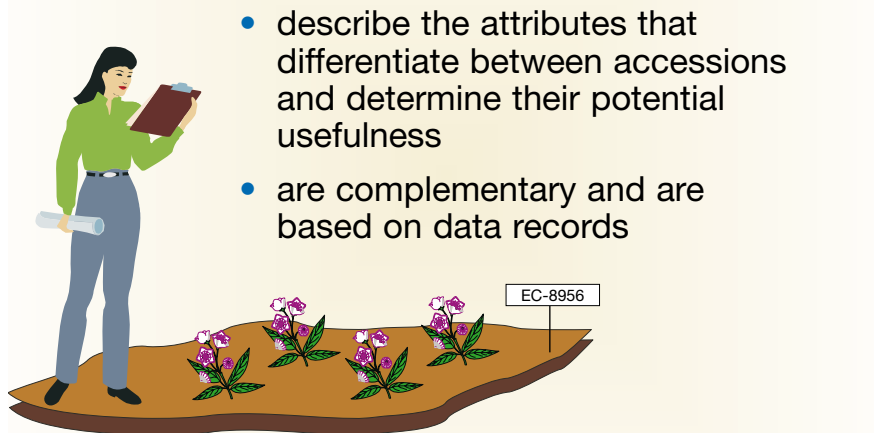 • describe the attributes that
differentiate between accessions
and determine their potential
usefulness
• are complementary and are
based on data records
EC-8956